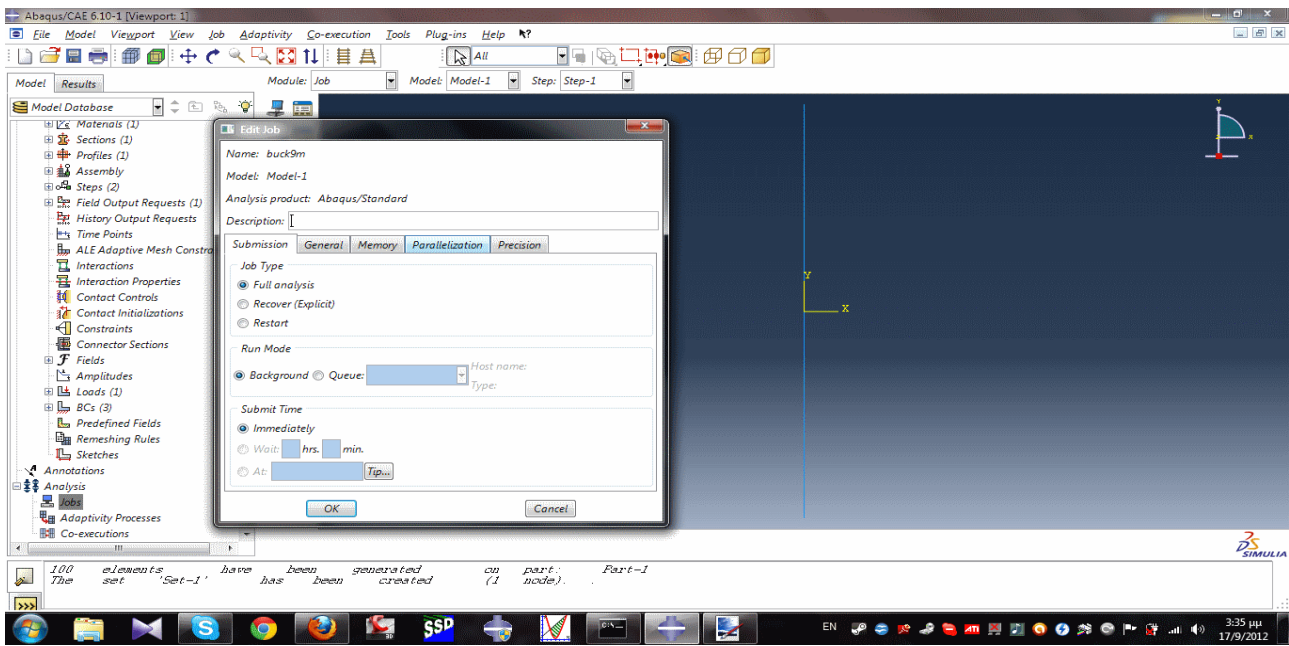 Abaqus/CAE 6.10-1 [Viewport: 1]
File Model Viewport View Job Adaptivity Co-execution Tools Plug-ins Help
All
Model Results
Module: Job Model: Model-1 Step: Step-1
Model Database
Materials (1)
Sections (1)
Profiles (1)
Assembly
Steps (2)
Field Output Requests (1)
History Output Requests
Time Points
ALE Adaptive Mesh Constra
Interactions
Interaction Properties
Contact Controls
Contact Initializations
Constraints
Connector Sections
Fields
Amplitudes
Loads (1)
BCs (3)
Predefined Fields
Remeshing Rules
Sketches
Annotations
Analysis
Jobs
Adaptivity Processes
Co-executions
Edit Job
Name: buck9m
Model: Model-1
Analysis product: Abaqus/Standard
Description:
Submission General Memory Parallelization Precision
Job Type
Full analysis
Recover (Explicit)
Restart
Run Mode
Background Queue:
Host name:
Type:
Submit Time
Immediately
Wait: hrs. min.
At: Tip...
OK Cancel
Y
X
Y
X
SIMULIA
100 elements have been generated on part: Part-1
The set 'Set-1' has been created (1 node).
>>>
SSP
C:\_
EN
ATI
3:35 μμ
17/9/2012